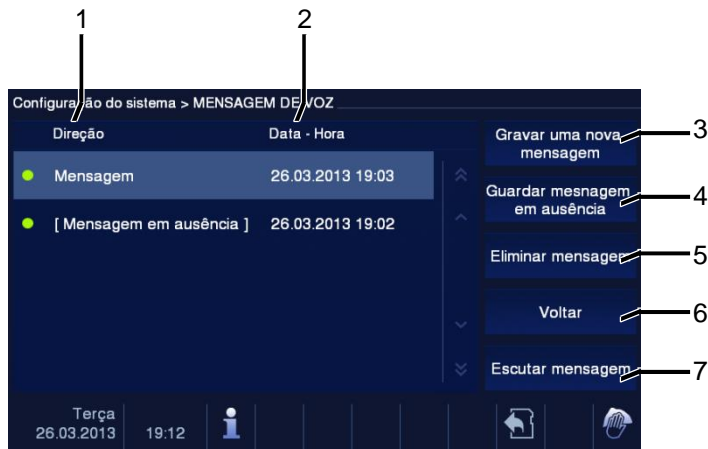 1 2
Configuração do sistema > MENSAGEM DE VOZ
Direção Data - Hora
Mensagem 26.03.2013 19:03
[ Mensagem em ausência ] 26.03.2013 19:02
Gravar uma nova
mensagem
3
Guardar mesnagem
em ausência
4
Eliminar mensagem
5
Voltar
6
Escutar mensagem
7
Terça
26.03.2013 19:12